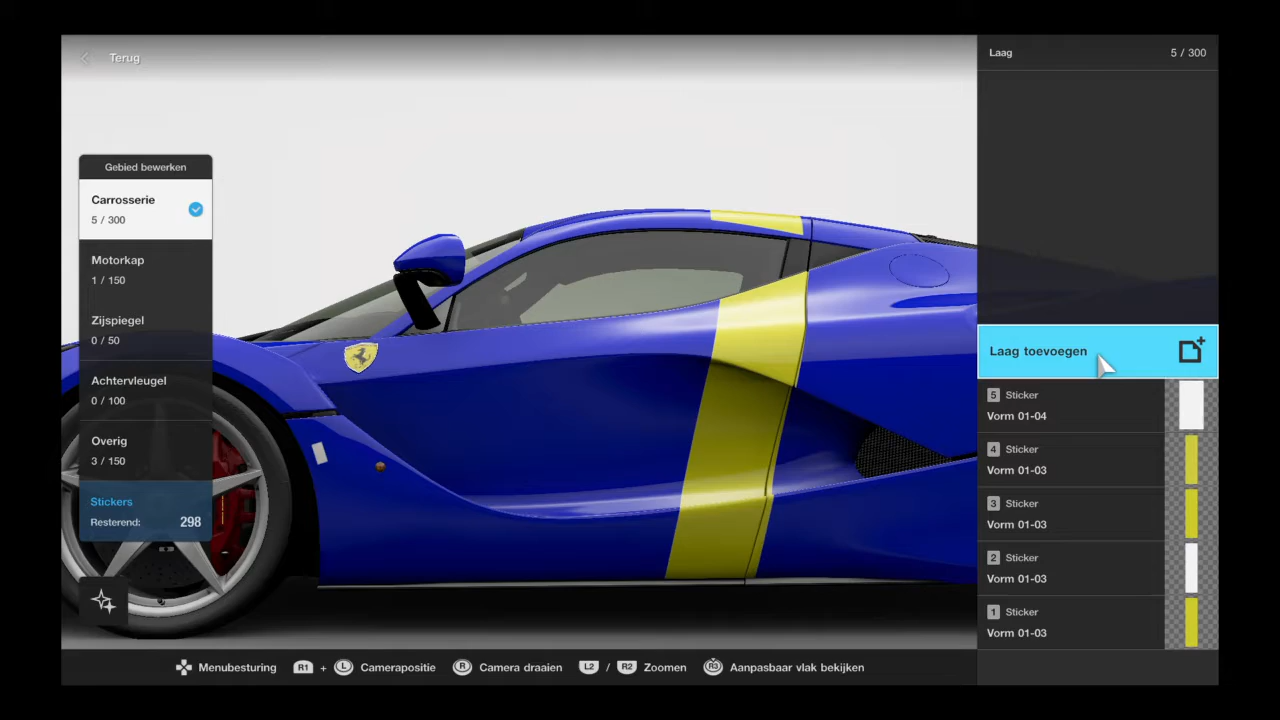 Terug
Laag 5 / 300
Gebied bewerken
Carrosserie
5 / 300
Motorkap
1 / 150
Zijspiegel
0 / 50
Achtervleugel
0 / 100
Overig
3 / 150
Stickers
Resterend: 298
Laag toevoegen
5 Sticker
Vorm 01-04
4 Sticker
Vorm 01-03
3 Sticker
Vorm 01-03
2 Sticker
Vorm 01-03
1 Sticker
Vorm 01-03
Menubesturing R1 + L Camerapositie R Camera draaien L2 / R2 Zoomen R3 Aanpasbaar vlak bekijken